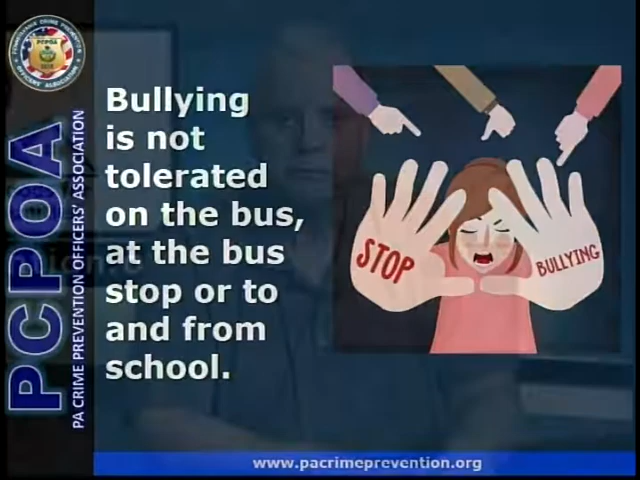 PCPOA
PCPOA
PA CRIME PREVENTION OFFICERS' ASSOCIATION
Bullying
is not
tolerated
on the bus,
at the bus
stop or to
and from
school.
STOP
BULLYING
www.pacrimeprevention.org